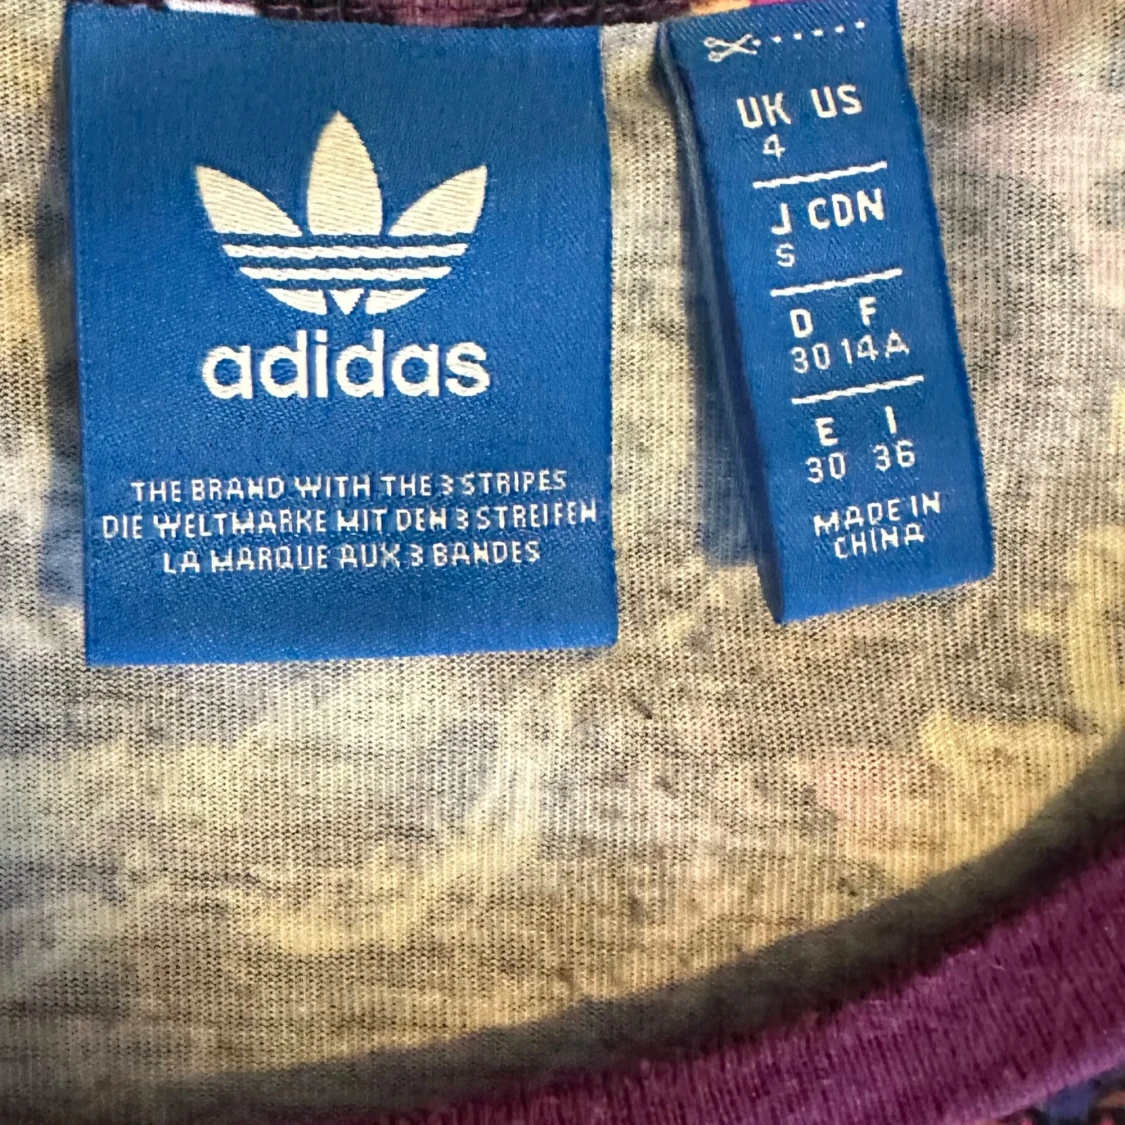 adidas
THE BRAND WITH THE 3 STRIPES
DIE WELTMARKE MIT DEN 3 STREIFEN
LA MARQUE AUX 3 BANDES
UK US
4
J CDN
S
D F
30 14A
E I
30 36
MADE IN
CHINA